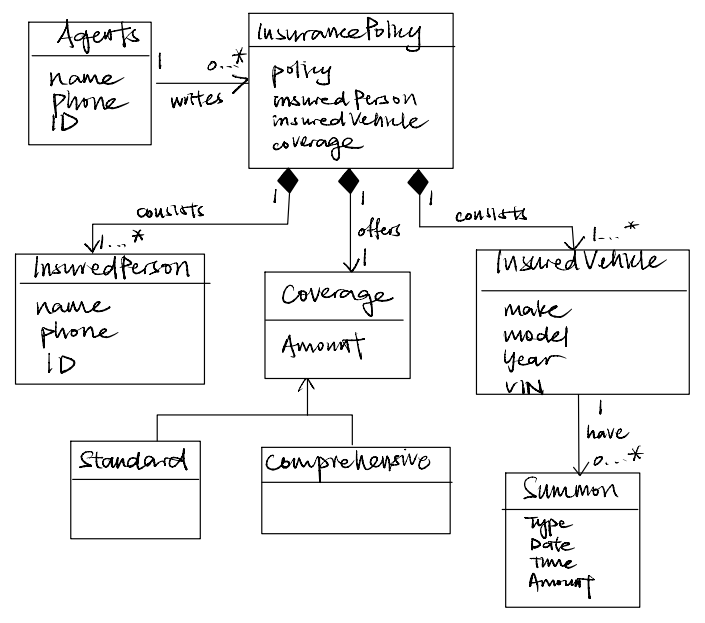 Agents
name
phone
ID
1
0...*
writes
InsurancePolicy
policy
insuredPerson
insuredVehicle
coverage
1
1
1
consists
offers
consists
1...*
1
1...*
InsuredPerson
name
phone
ID
Coverage
Amount
InsuredVehicle
make
model
Year
VIN
1
have
0...*
Standard
Comprehensive
Summon
Type
Date
Time
Amount